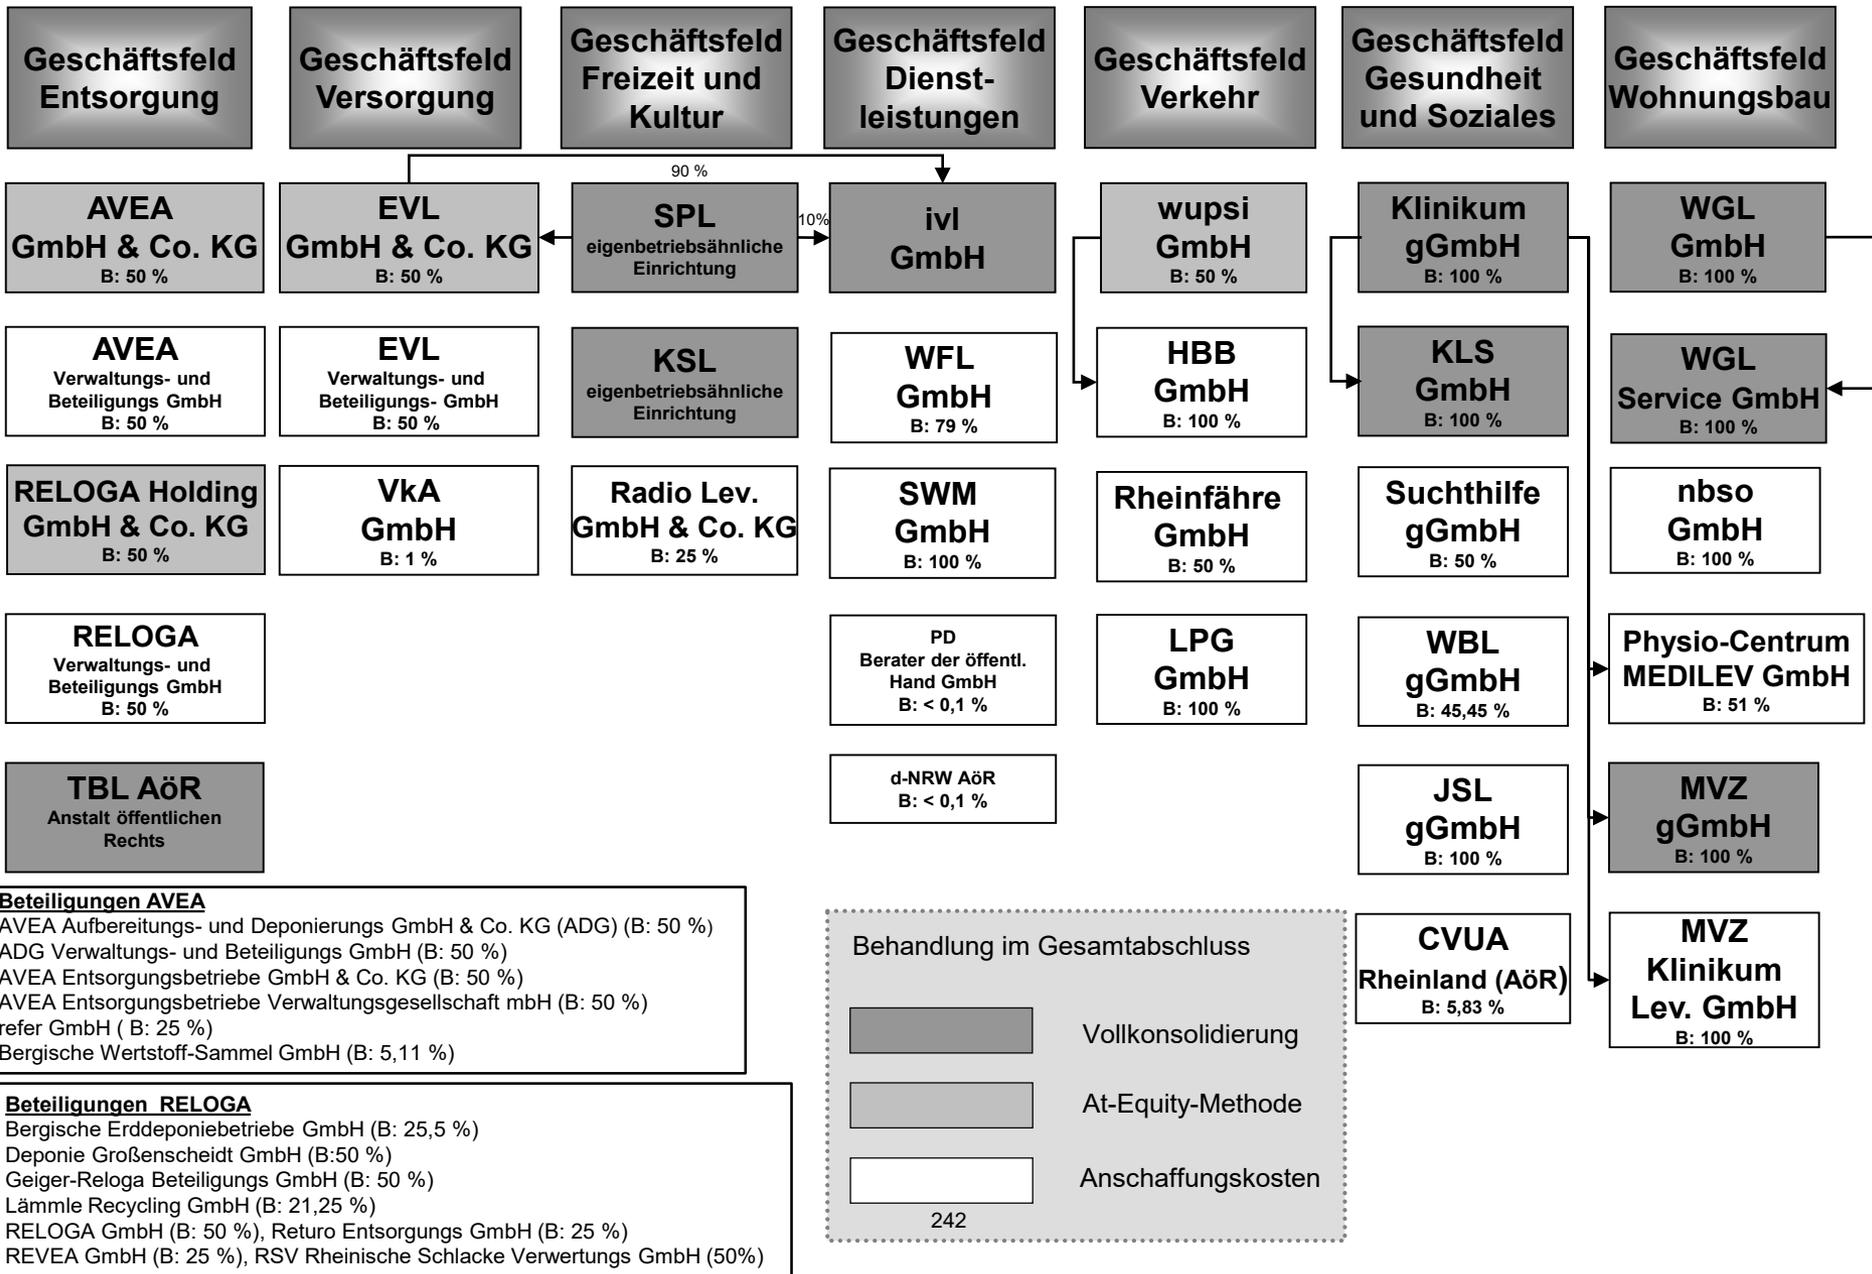 Geschäftsfeld
Entsorgung
Geschäftsfeld
Versorgung
Geschäftsfeld
Freizeit und
Kultur
Geschäftsfeld
Dienst-
leistungen
Geschäftsfeld
Verkehr
Geschäftsfeld
Gesundheit
und Soziales
Geschäftsfeld
Wohnungsbau
90 %
AVEA
GmbH & Co. KG
B: 50 %
EVL
GmbH & Co. KG
B: 50 %
SPL
eigenbetriebsähnliche
Einrichtung
10%
ivl
GmbH
wupsi
GmbH
B: 50 %
Klinikum
gGmbH
B: 100 %
WGL
GmbH
B: 100 %
AVEA
Verwaltungs- und
Beteiligungs GmbH
B: 50 %
EVL
Verwaltungs- und
Beteiligungs- GmbH
B: 50 %
KSL
eigenbetriebsähnliche
Einrichtung
WFL
GmbH
B: 79 %
HBB
GmbH
B: 100 %
KLS
GmbH
B: 100 %
WGL
Service GmbH
B: 100 %
RELOGA Holding
GmbH & Co. KG
B: 50 %
VkA
GmbH
B: 1 %
Radio Lev.
GmbH & Co. KG
B: 25 %
SWM
GmbH
B: 100 %
Rheinfähre
GmbH
B: 50 %
Suchthilfe
gGmbH
B: 50 %
nbso
GmbH
B: 100 %
RELOGA
Verwaltungs- und
Beteiligungs GmbH
B: 50 %
PD
Berater der öffentl.
Hand GmbH
B: < 0,1 %
LPG
GmbH
B: 100 %
WBL
gGmbH
B: 45,45 %
Physio-Centrum
MEDILEV GmbH
B: 51 %
TBL AöR
Anstalt öffentlichen
Rechts
d-NRW AöR
B: < 0,1 %
JSL
gGmbH
B: 100 %
MVZ
gGmbH
B: 100 %
CVUA
Rheinland (AöR)
B: 5,83 %
MVZ
Klinikum
Lev. GmbH
B: 100 %
Beteiligungen AVEA
AVEA Aufbereitungs- und Deponierungs GmbH & Co. KG (ADG) (B: 50 %)
ADG Verwaltungs- und Beteiligungs GmbH (B: 50 %)
AVEA Entsorgungsbetriebe GmbH & Co. KG (B: 50 %)
AVEA Entsorgungsbetriebe Verwaltungsgesellschaft mbH (B: 50 %)
refer GmbH ( B: 25 %)
Bergische Wertstoff-Sammel GmbH (B: 5,11 %)
Beteiligungen RELOGA
Bergische Erddeponiebetriebe GmbH (B: 25,5 %)
Deponie Großenscheidt GmbH (B:50 %)
Geiger-Reloga Beteiligungs GmbH (B: 50 %)
Lämmle Recycling GmbH (B: 21,25 %)
RELOGA GmbH (B: 50 %), Returo Entsorgungs GmbH (B: 25 %)
REVEA GmbH (B: 25 %), RSV Rheinische Schlacke Verwertungs GmbH (50%)
Behandlung im Gesamtabschluss
Vollkonsolidierung
At-Equity-Methode
Anschaffungskosten
242